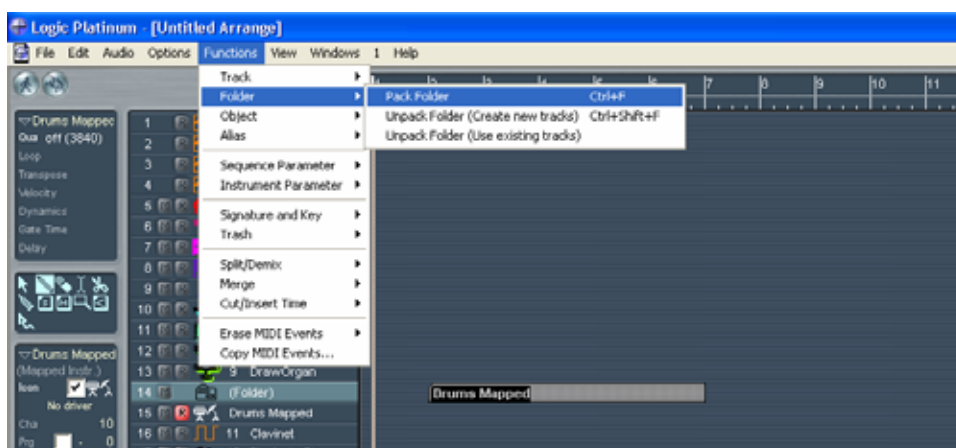 Logic Platinum - [Untitled Arrange]
File Edit Audio Options Functions View Windows 1 Help
Track
Folder
Object
Alias
Sequence Parameter
Instrument Parameter
Signature and Key
Trash
Split/Demix
Merge
Cut/Insert Time
Erase MIDI Events
Copy MIDI Events...
Pack Folder Ctrl+F
Unpack Folder (Create new tracks) Ctrl+Shift+F
Unpack Folder (Use existing tracks)
7 8 9 10 11
Drums Mapped
Qua off (3840)
Loop
Transpose
Velocity
Dynamics
Gate Time
Delay
Drums Mapped
(Mapped Instr.)
Icon
No driver
Cha 10
Prg - 0
1
2
3
4
5
6
7
8
9
10
11
12
13 9 DrawOrgan
14 (Folder)
15 Drums Mapped
16 11 Clavinet
Drums Mapped